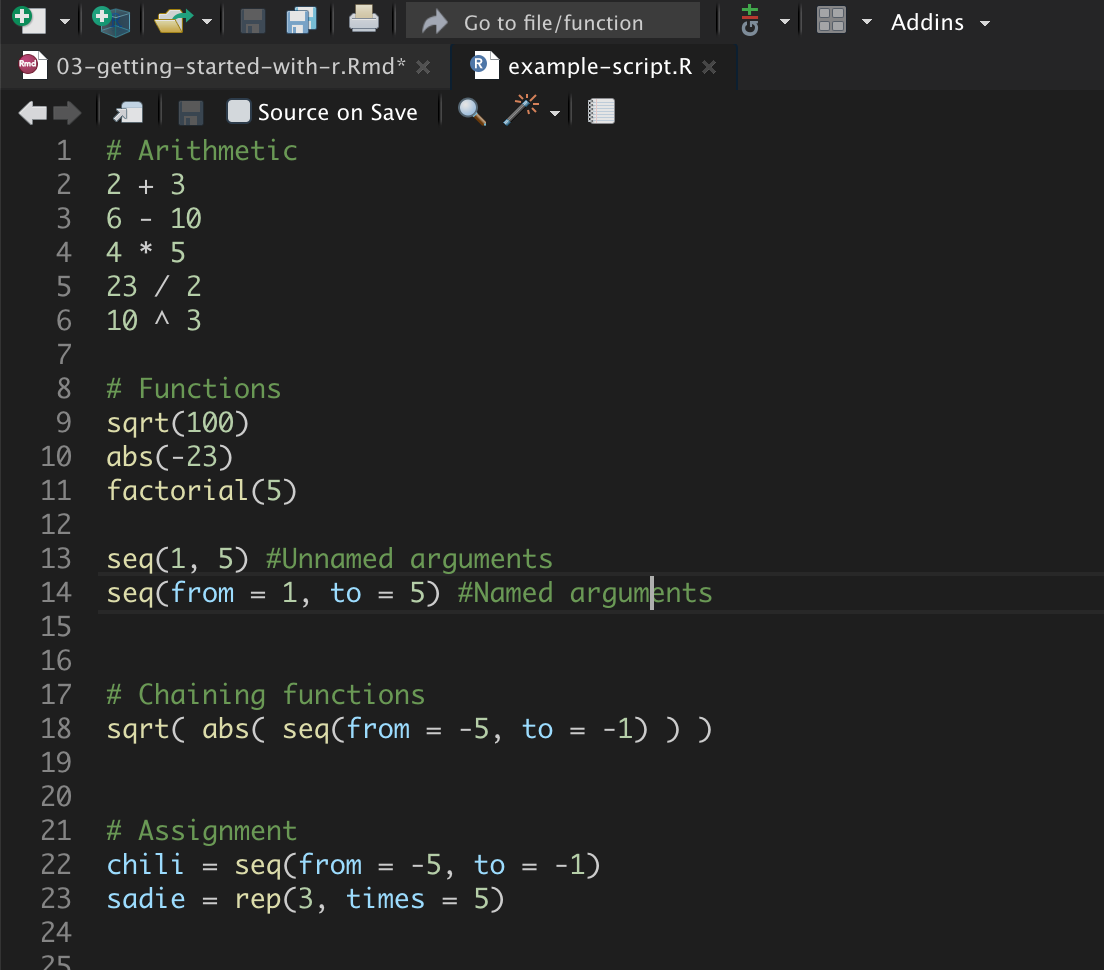 Go to file/function
Git
Addins
Rmd 03-getting-started-with-r.Rmd*
R example-script.R
Source on Save
1 # Arithmetic
2 2 + 3
3 6 - 10
4 4 * 5
5 23 / 2
6 10 ^ 3
7
8 # Functions
9 sqrt(100)
10 abs(-23)
11 factorial(5)
12
13 seq(1, 5) #Unnamed arguments
14 seq(from = 1, to = 5) #Named arguments
15
16
17 # Chaining functions
18 sqrt( abs( seq(from = -5, to = -1) ) )
19
20
21 # Assignment
22 chili = seq(from = -5, to = -1)
23 sadie = rep(3, times = 5)
24
25